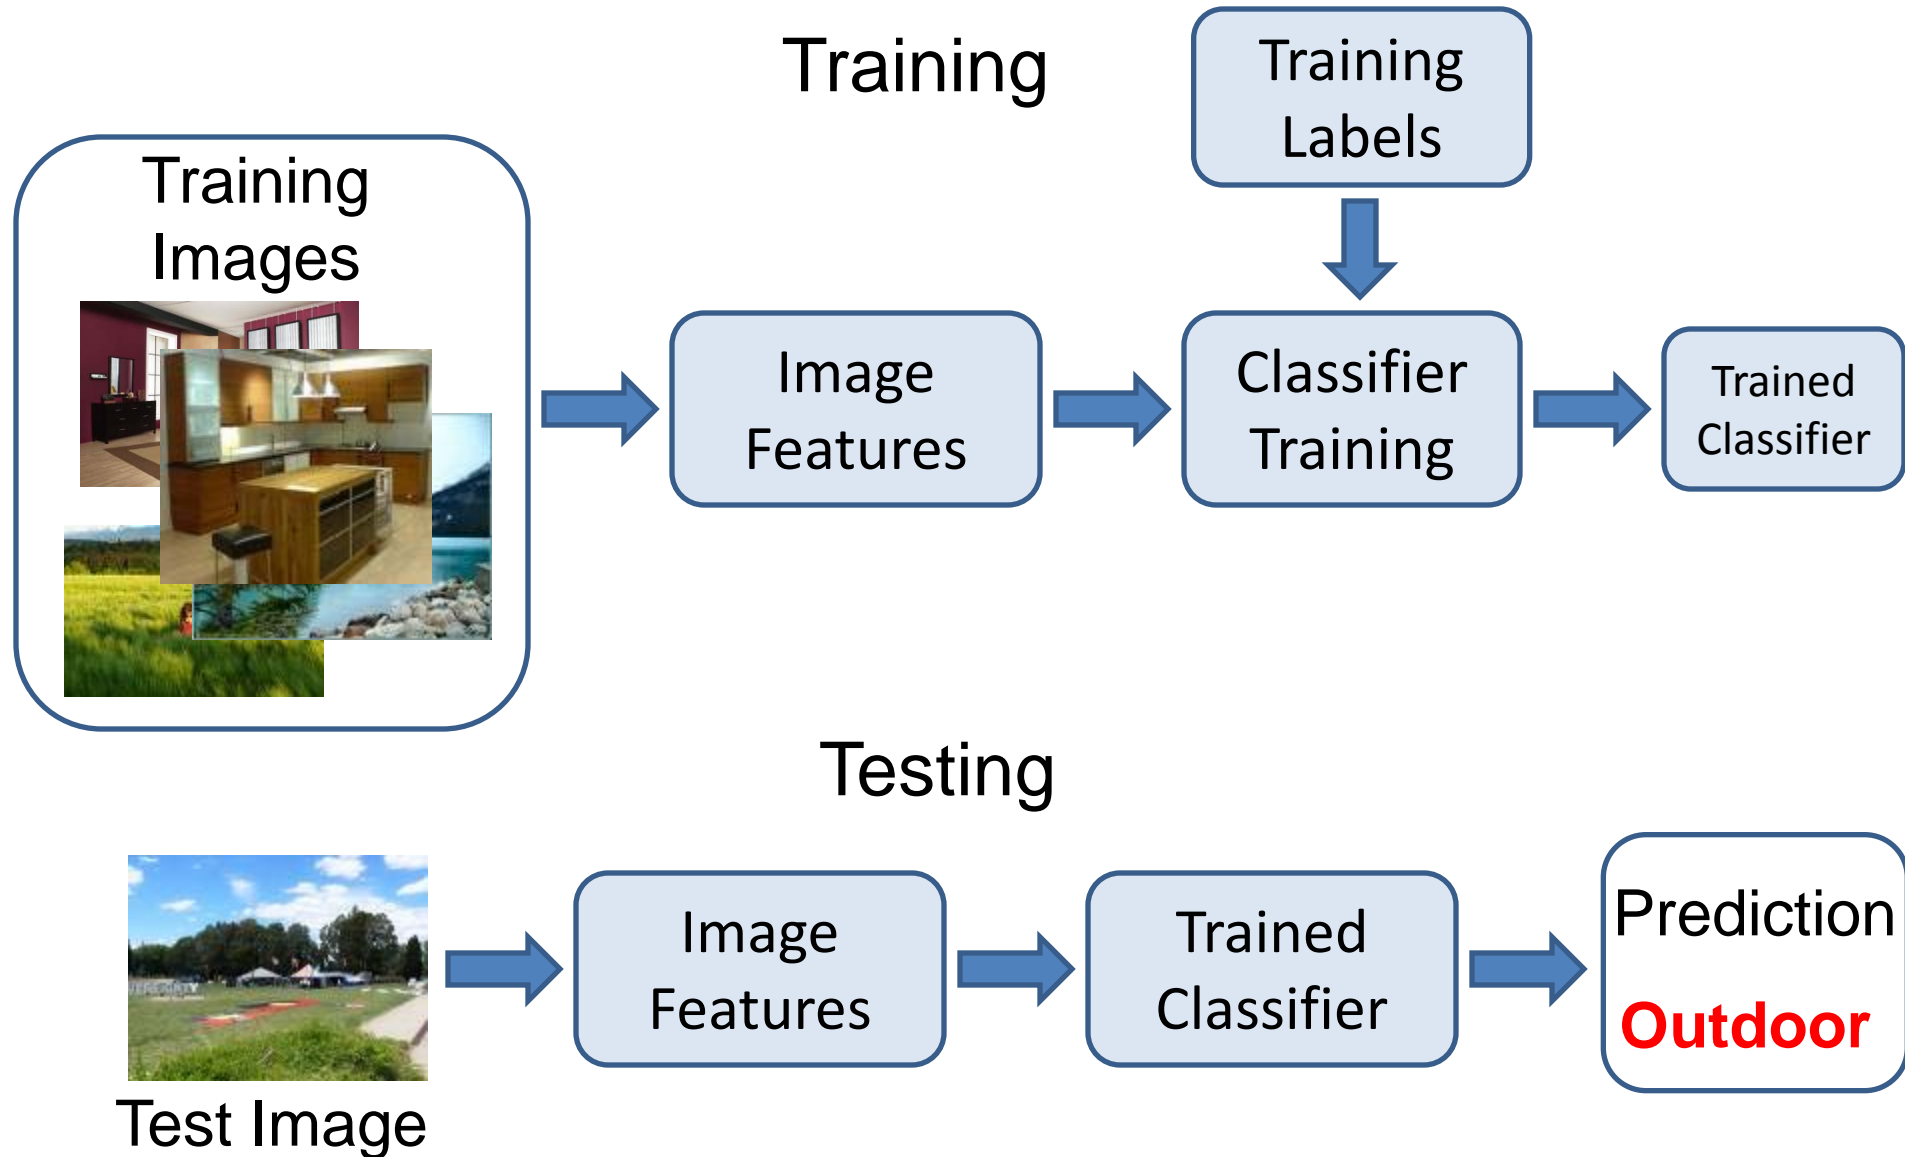 Training
Training
Labels
Training
Images
Image
Features
Classifier
Training
Trained
Classifier
Testing
Image
Features
Trained
Classifier
Prediction
Outdoor
Test Image